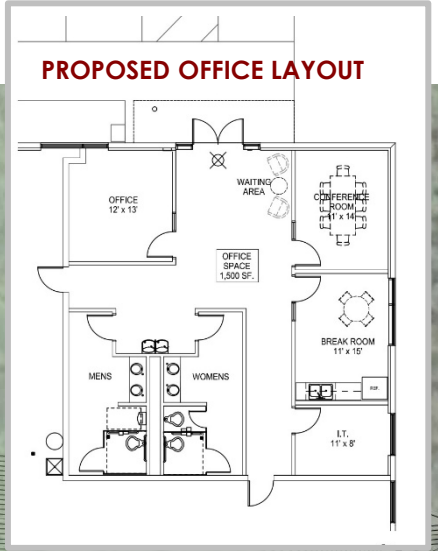 PROPOSED OFFICE LAYOUT
WAITING
AREA
CONFERENCE
ROOM
11' x 14'
OFFICE
12' x 13'
OFFICE
SPACE
1,500 SF.
BREAK ROOM
11' x 15'
REF.
MENS
WOMENS
I.T.
11' x 8'